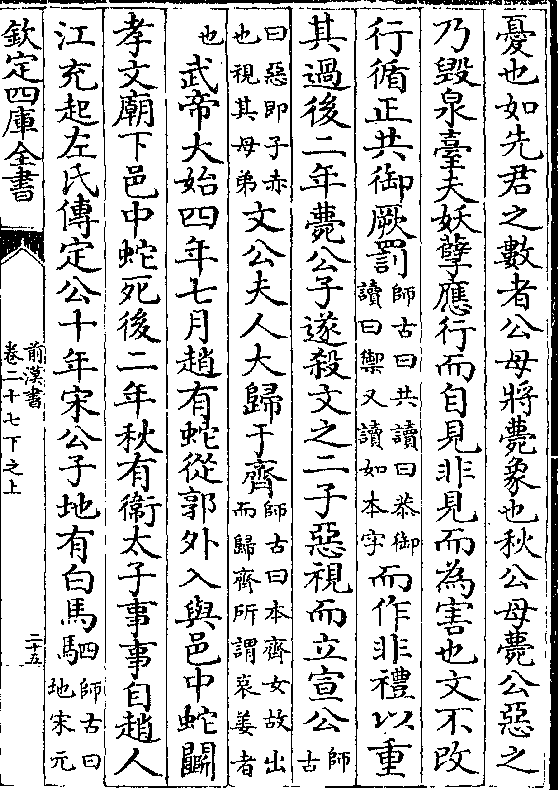 憂也如先君之數者公母將薨象也秋公母薨公惡之
乃毀泉臺夫妖孽應行而自見非見而為害也文不改
行循正共御厥罰師古曰共讀曰恭御讀曰禦又讀如本字而作非禮以重
其過後二年薨公子遂殺文之二子惡視而立宣公師古
曰惡即子赤也視其母弟文公夫人大歸于齊師古曰本齊女故出而歸齊所謂哀姜者
也武帝大始四年七月趙有蛇從郭外入與邑中蛇鬭
孝文廟下邑中蛇死後二年秋有衛太子事事自趙人
江充起左氏傳定公十年宋公子地有白馬駟師古曰地宋元
欽定四庫全書
前漢書
卷二十七下之上
二十五